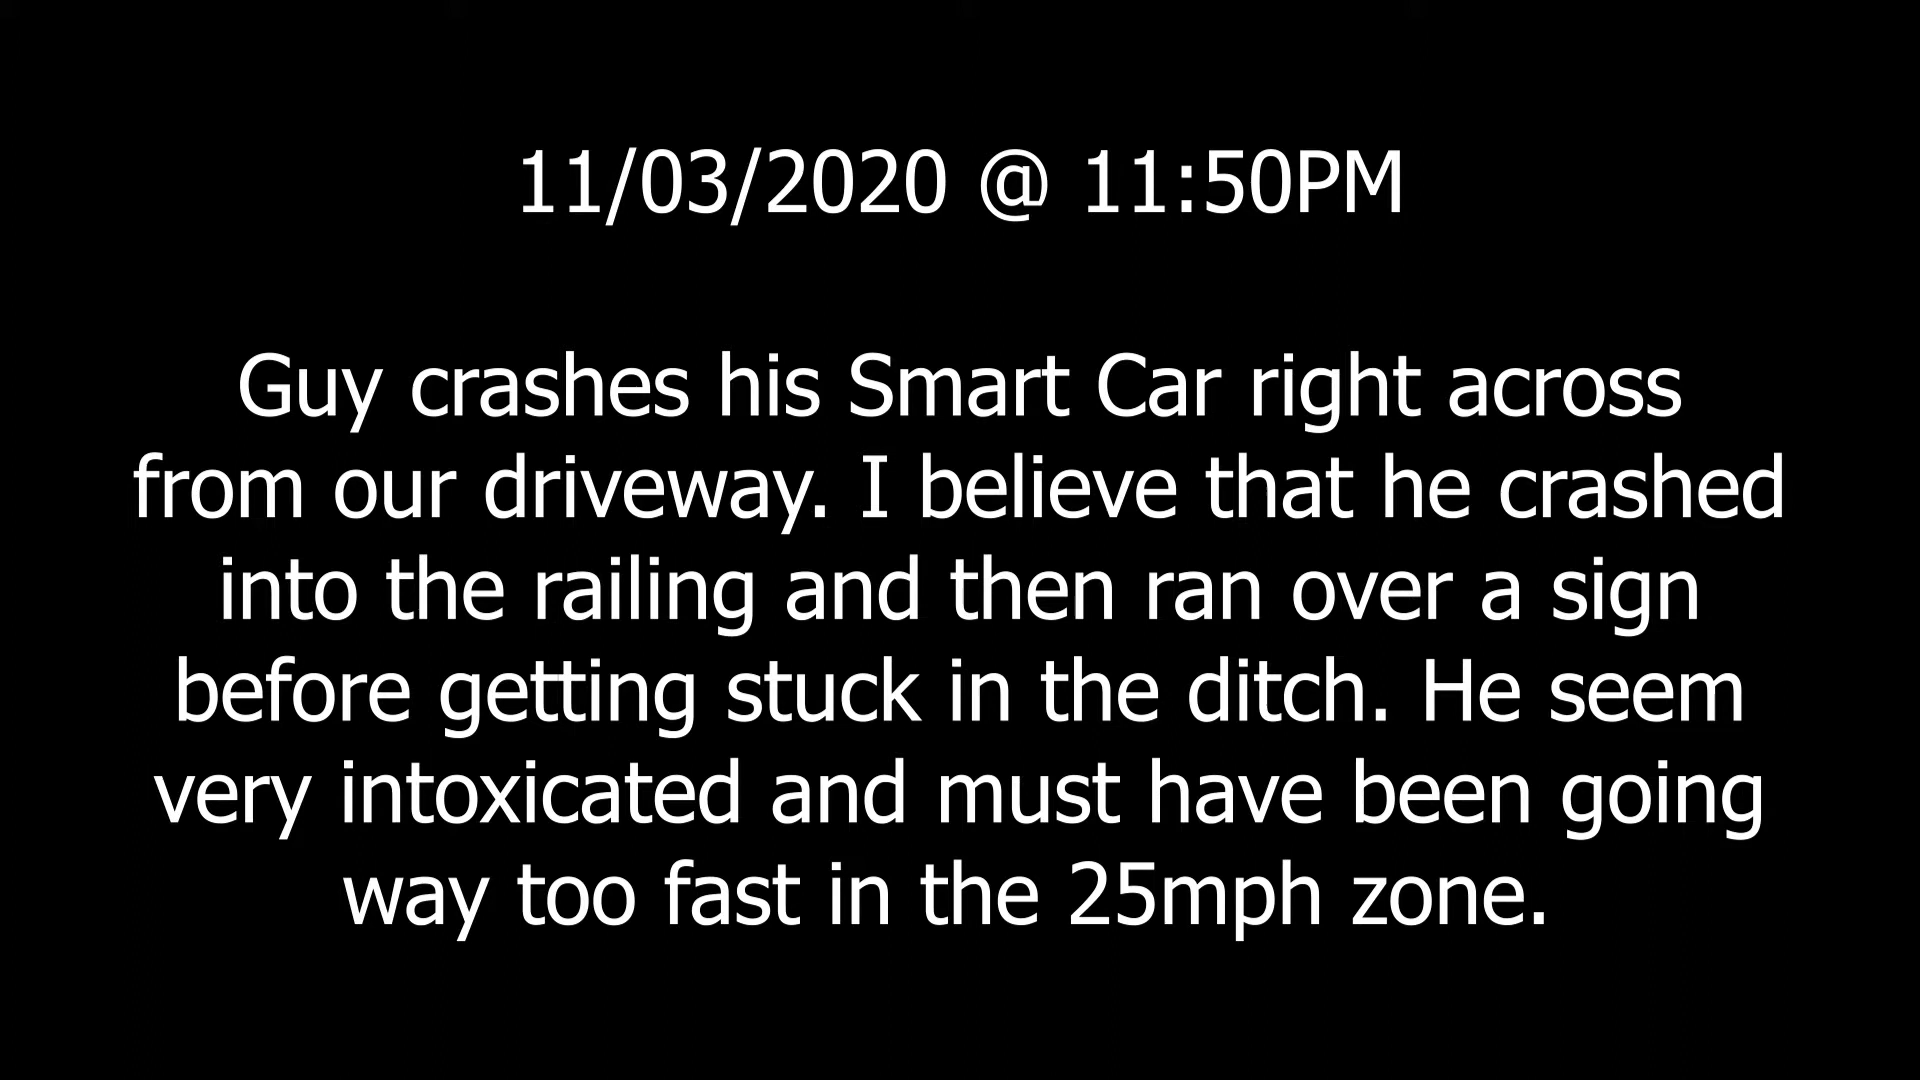 11/03/2020 @ 11:50PM
Guy crashes his Smart Car right across
from our driveway. I believe that he crashed
into the railing and then ran over a sign
before getting stuck in the ditch. He seem
very intoxicated and must have been going
way too fast in the 25mph zone.